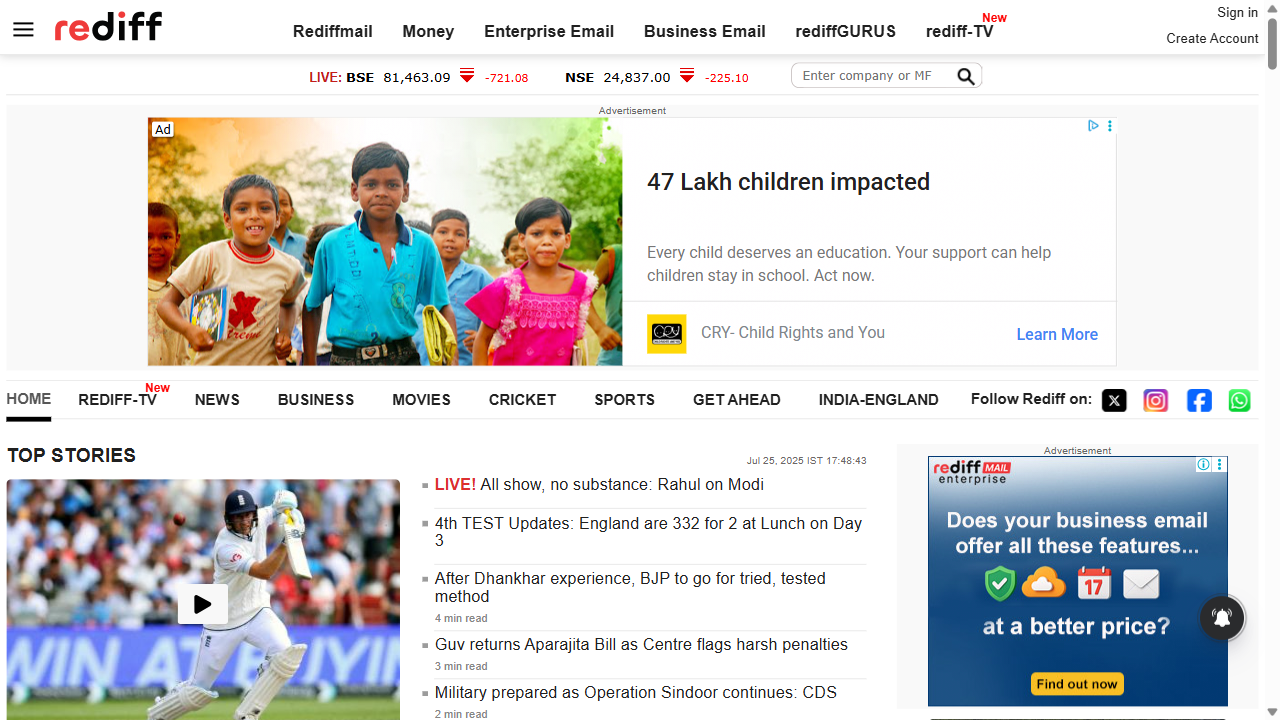 rediff
Rediffmail
Money
Enterprise Email
Business Email
rediffGURUS
rediff-TV
New
Sign in
Create Account
LIVE: BSE 81,463.09 -721.08
NSE 24,837.00 -225.10
Enter company or MF
Advertisement
Ad
47 Lakh children impacted
Every child deserves an education. Your support can help
children stay in school. Act now.
CRY
CRY- Child Rights and You
Learn More
HOME
REDIFF-TV
New
NEWS
BUSINESS
MOVIES
CRICKET
SPORTS
GET AHEAD
INDIA-ENGLAND
Follow Rediff on:
TOP STORIES
Jul 25, 2025 IST 17:48:43
WIN AT BUYIN
LIVE! All show, no substance: Rahul on Modi
4th TEST Updates: England are 332 for 2 at Lunch on Day
3
After Dhankhar experience, BJP to go for tried, tested
method
4 min read
Guv returns Aparajita Bill as Centre flags harsh penalties
3 min read
Military prepared as Operation Sindoor continues: CDS
2 min read
Advertisement
rediff MAIL
enterprise
Does your business email
offer all these features...
17
at a better price?
Find out now